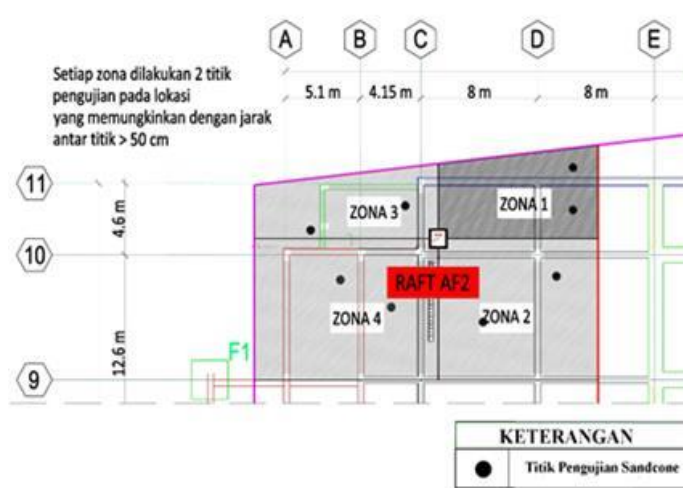 A B C D E
Setiap zona dilakukan 2 titik
pengujian pada lokasi
yang memungkinkan dengan jarak
antar titik > 50 cm
5.1 m 4.15 m 8 m 8 m
11
4.6 m
ZONA 3
ZONA 1
10
RAFT AF2
12.6 m
ZONA 4
ZONA 2
F1
9
KETERANGAN
Titik Pengujian Sandcone